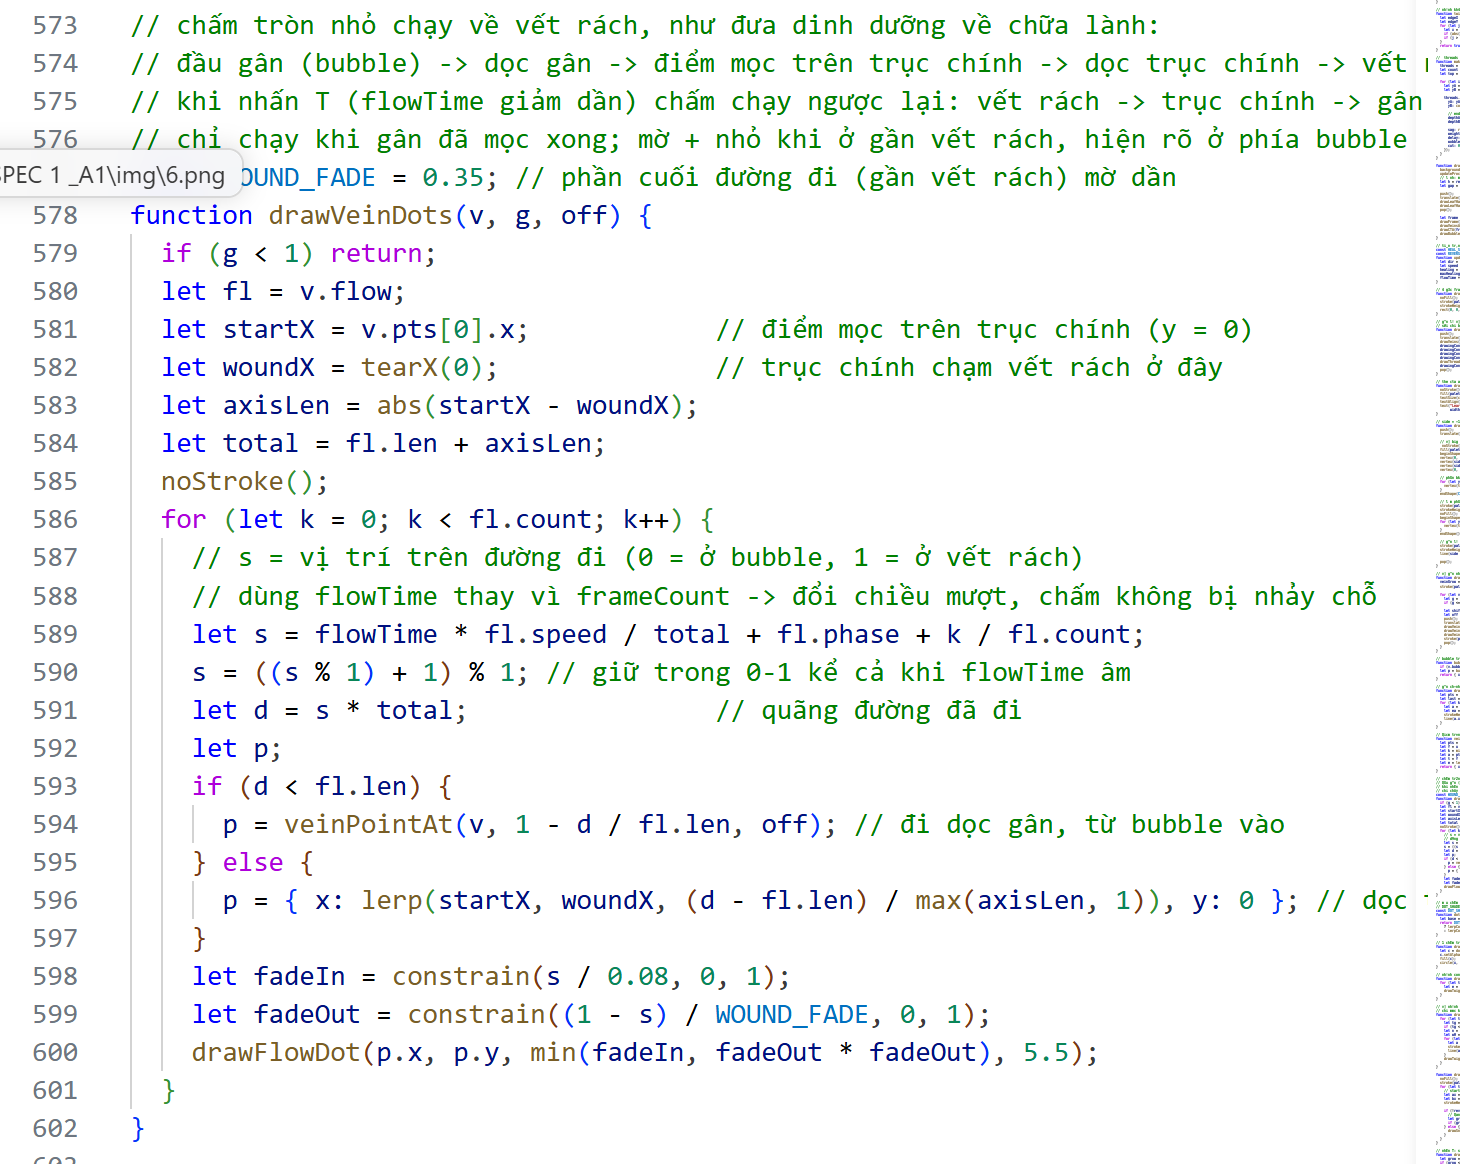 573 // chấm tròn nhỏ chạy về vết rách, như đưa dinh dưỡng về chữa lành:
574 // đầu gân (bubble) -> dọc gân -> điểm mọc trên trục chính -> dọc trục chính -> vết
575 // khi nhấn T (flowTime giảm dần) chấm chạy ngược lại: vết rách -> trục chính -> gân
576 // chỉ chạy khi gân đã mọc xong; mờ + nhỏ khi ở gần vết rách, hiện rõ ở phía bubble
SPEC 1 _A1\img\6.png OUND_FADE = 0.35; // phần cuối đường đi (gần vết rách) mờ dần
578 function drawVeinDots(v, g, off) {
579 if (g < 1) return;
580 let fl = v.flow;
581 let startX = v.pts[0].x; // điểm mọc trên trục chính (y = 0)
582 let woundX = tearX(0); // trục chính chạm vết rách ở đây
583 let axisLen = abs(startX - woundX);
584 let total = fl.len + axisLen;
585 noStroke();
586 for (let k = 0; k < fl.count; k++) {
587 // s = vị trí trên đường đi (0 = ở bubble, 1 = ở vết rách)
588 // dùng flowTime thay vì frameCount -> đổi chiều mượt, chấm không bị nhảy chỗ
589 let s = flowTime * fl.speed / total + fl.phase + k / fl.count;
590 s = ((s % 1) + 1) % 1; // giữ trong 0-1 kể cả khi flowTime âm
591 let d = s * total; // quãng đường đã đi
592 let p;
593 if (d < fl.len) {
594 p = veinPointAt(v, 1 - d / fl.len, off); // đi dọc gân, từ bubble vào
595 } else {
596 p = { x: lerp(startX, woundX, (d - fl.len) / max(axisLen, 1)), y: 0 }; // dọc
597 }
598 let fadeIn = constrain(s / 0.08, 0, 1);
599 let fadeOut = constrain((1 - s) / WOUND_FADE, 0, 1);
600 drawFlowDot(p.x, p.y, min(fadeIn, fadeOut * fadeOut), 5.5);
601 }
602 }